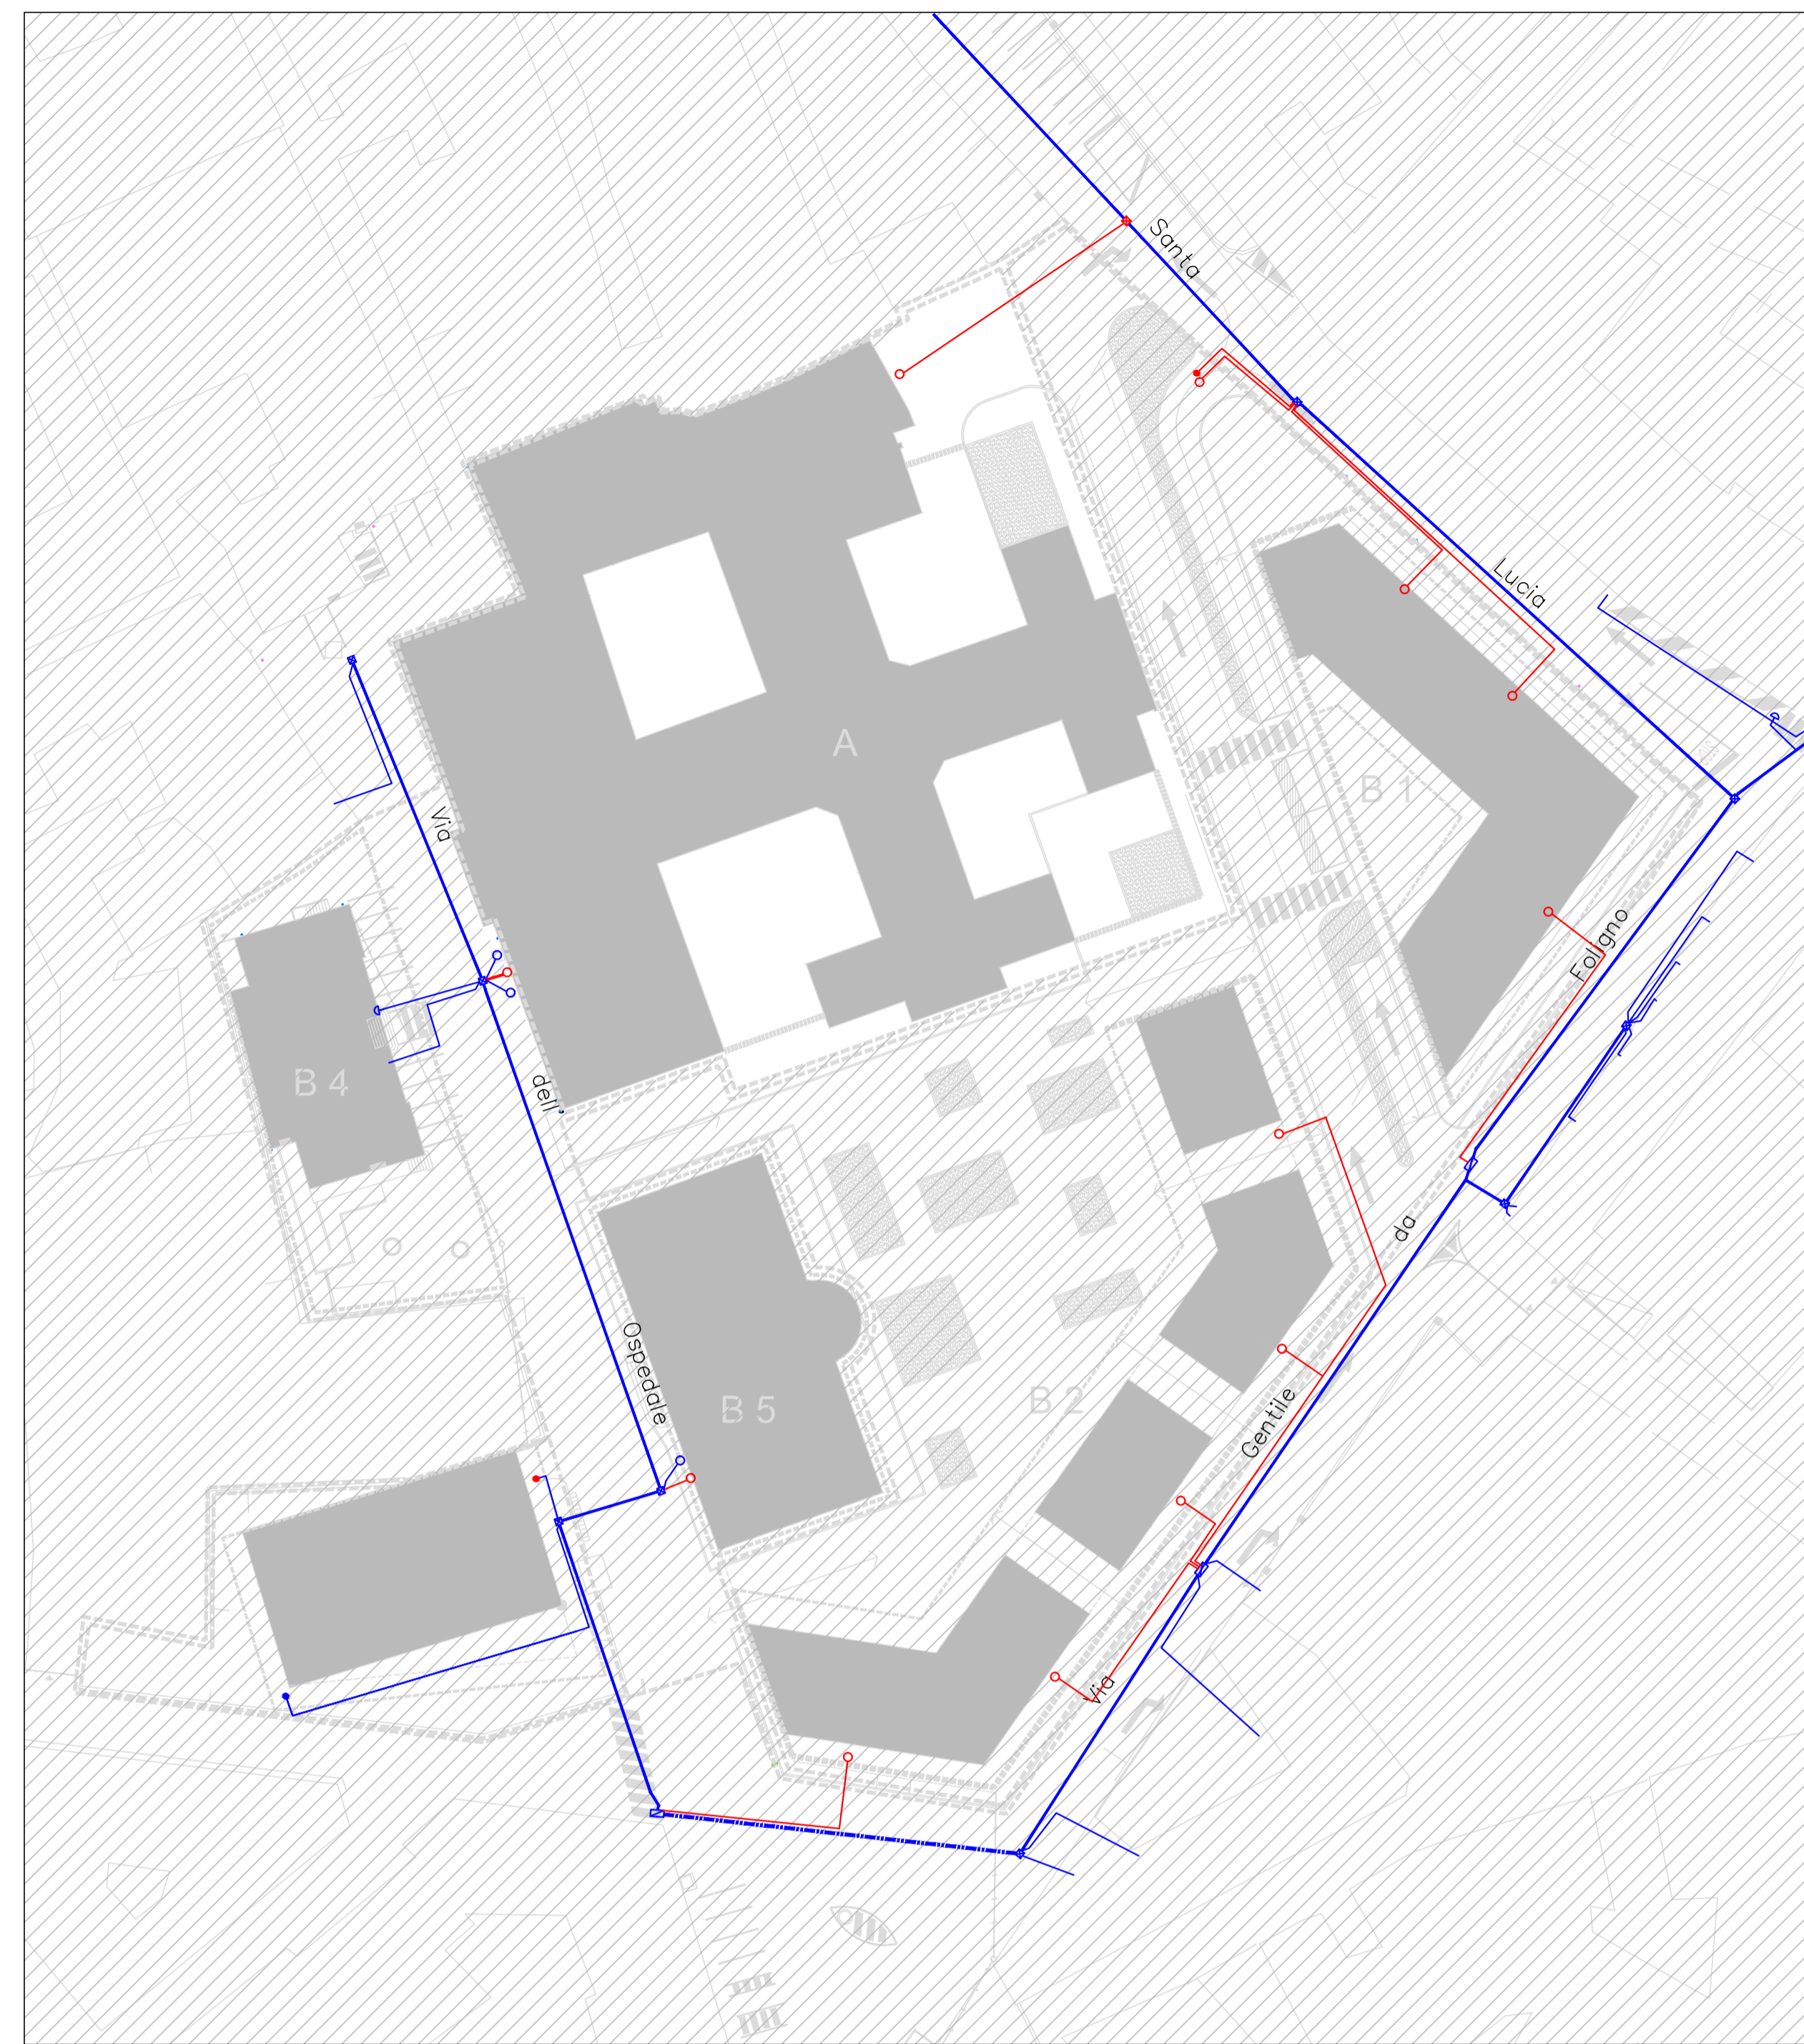 Santa
Lucia
A
B 1
Via
Foligno
B 4
dell'
da
Ospedale
B 5
B 2
Gentile
Via